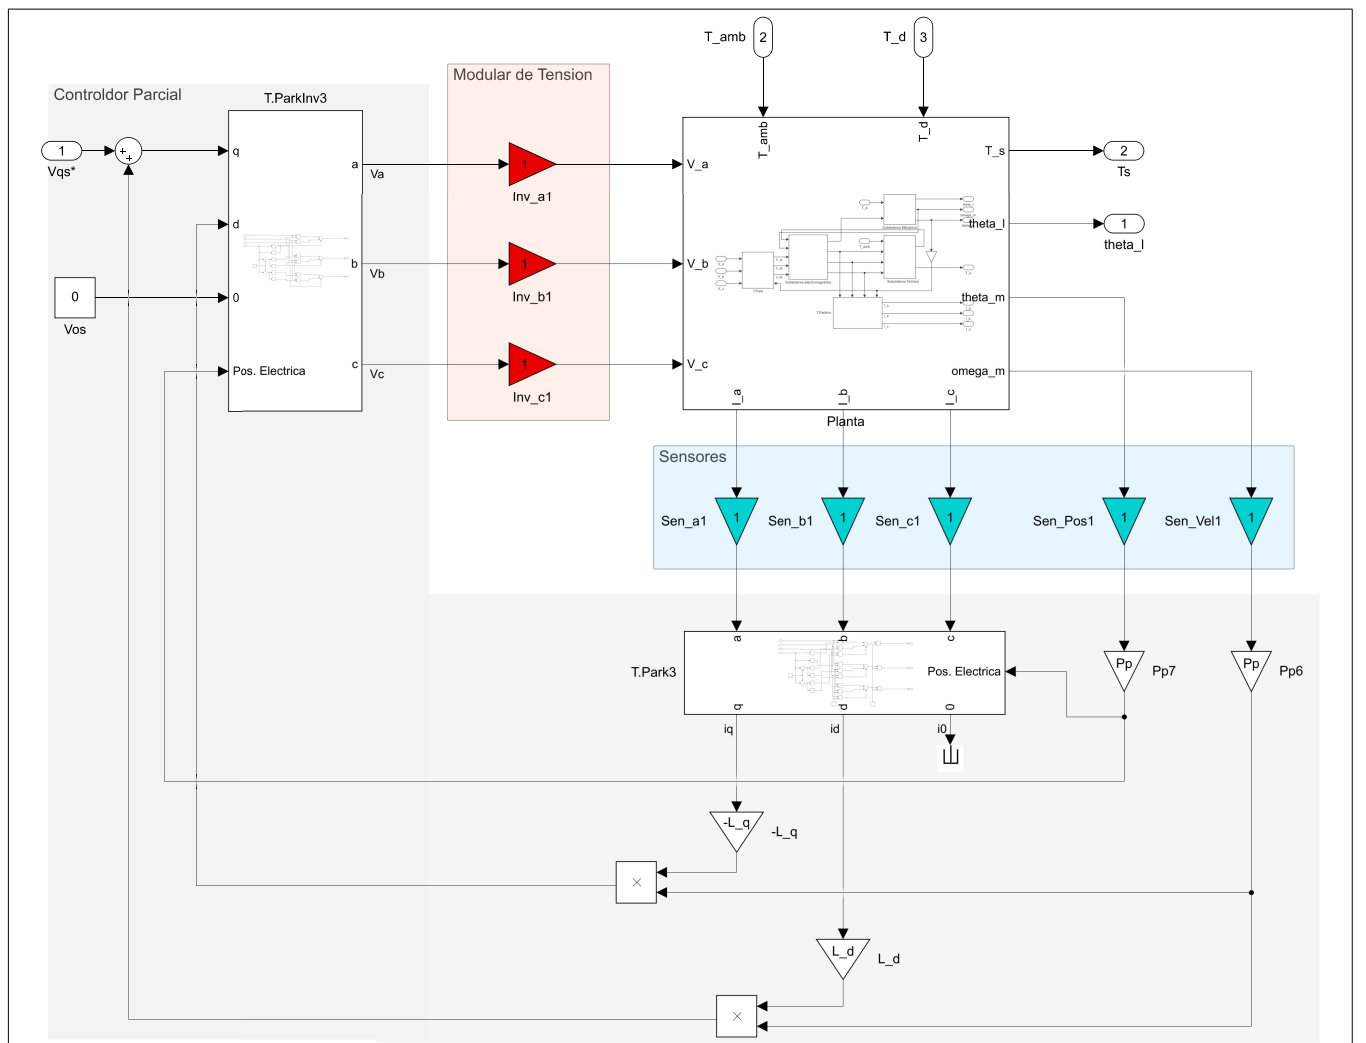 T_amb
2
T_d
3
Controldor Parcial
Modular de Tension
T.ParkInv3
1
Vqs*
+
+
q
d
0
Pos. Electrica
a
b
c
Va
Vb
Vc
0
Vos
1
Inv_a1
1
Inv_b1
1
Inv_c1
T_amb
T_d
V_a
V_b
V_c
T_s
theta_l
theta_m
omega_m
I_a
I_b
I_c
Planta
2
Ts
1
theta_l
Sensores
Sen_a1
1
Sen_b1
1
Sen_c1
1
Sen_Pos1
1
Sen_Vel1
1
T.Park3
a
b
c
Pos. Electrica
q
d
0
iq
id
i0
Pp
Pp7
Pp
Pp6
-L_q
-L_q
×
L_d
L_d
×